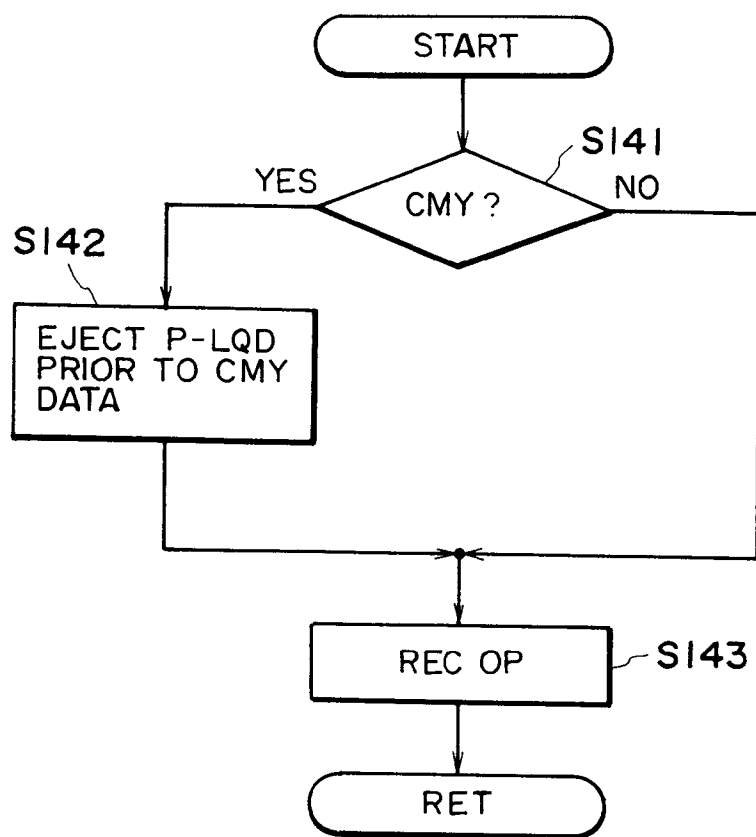 START
S141
YES
CMY?
NO
S142
EJECT P-LQD
PRIOR TO CMY
DATA
REC OP
S143
RET